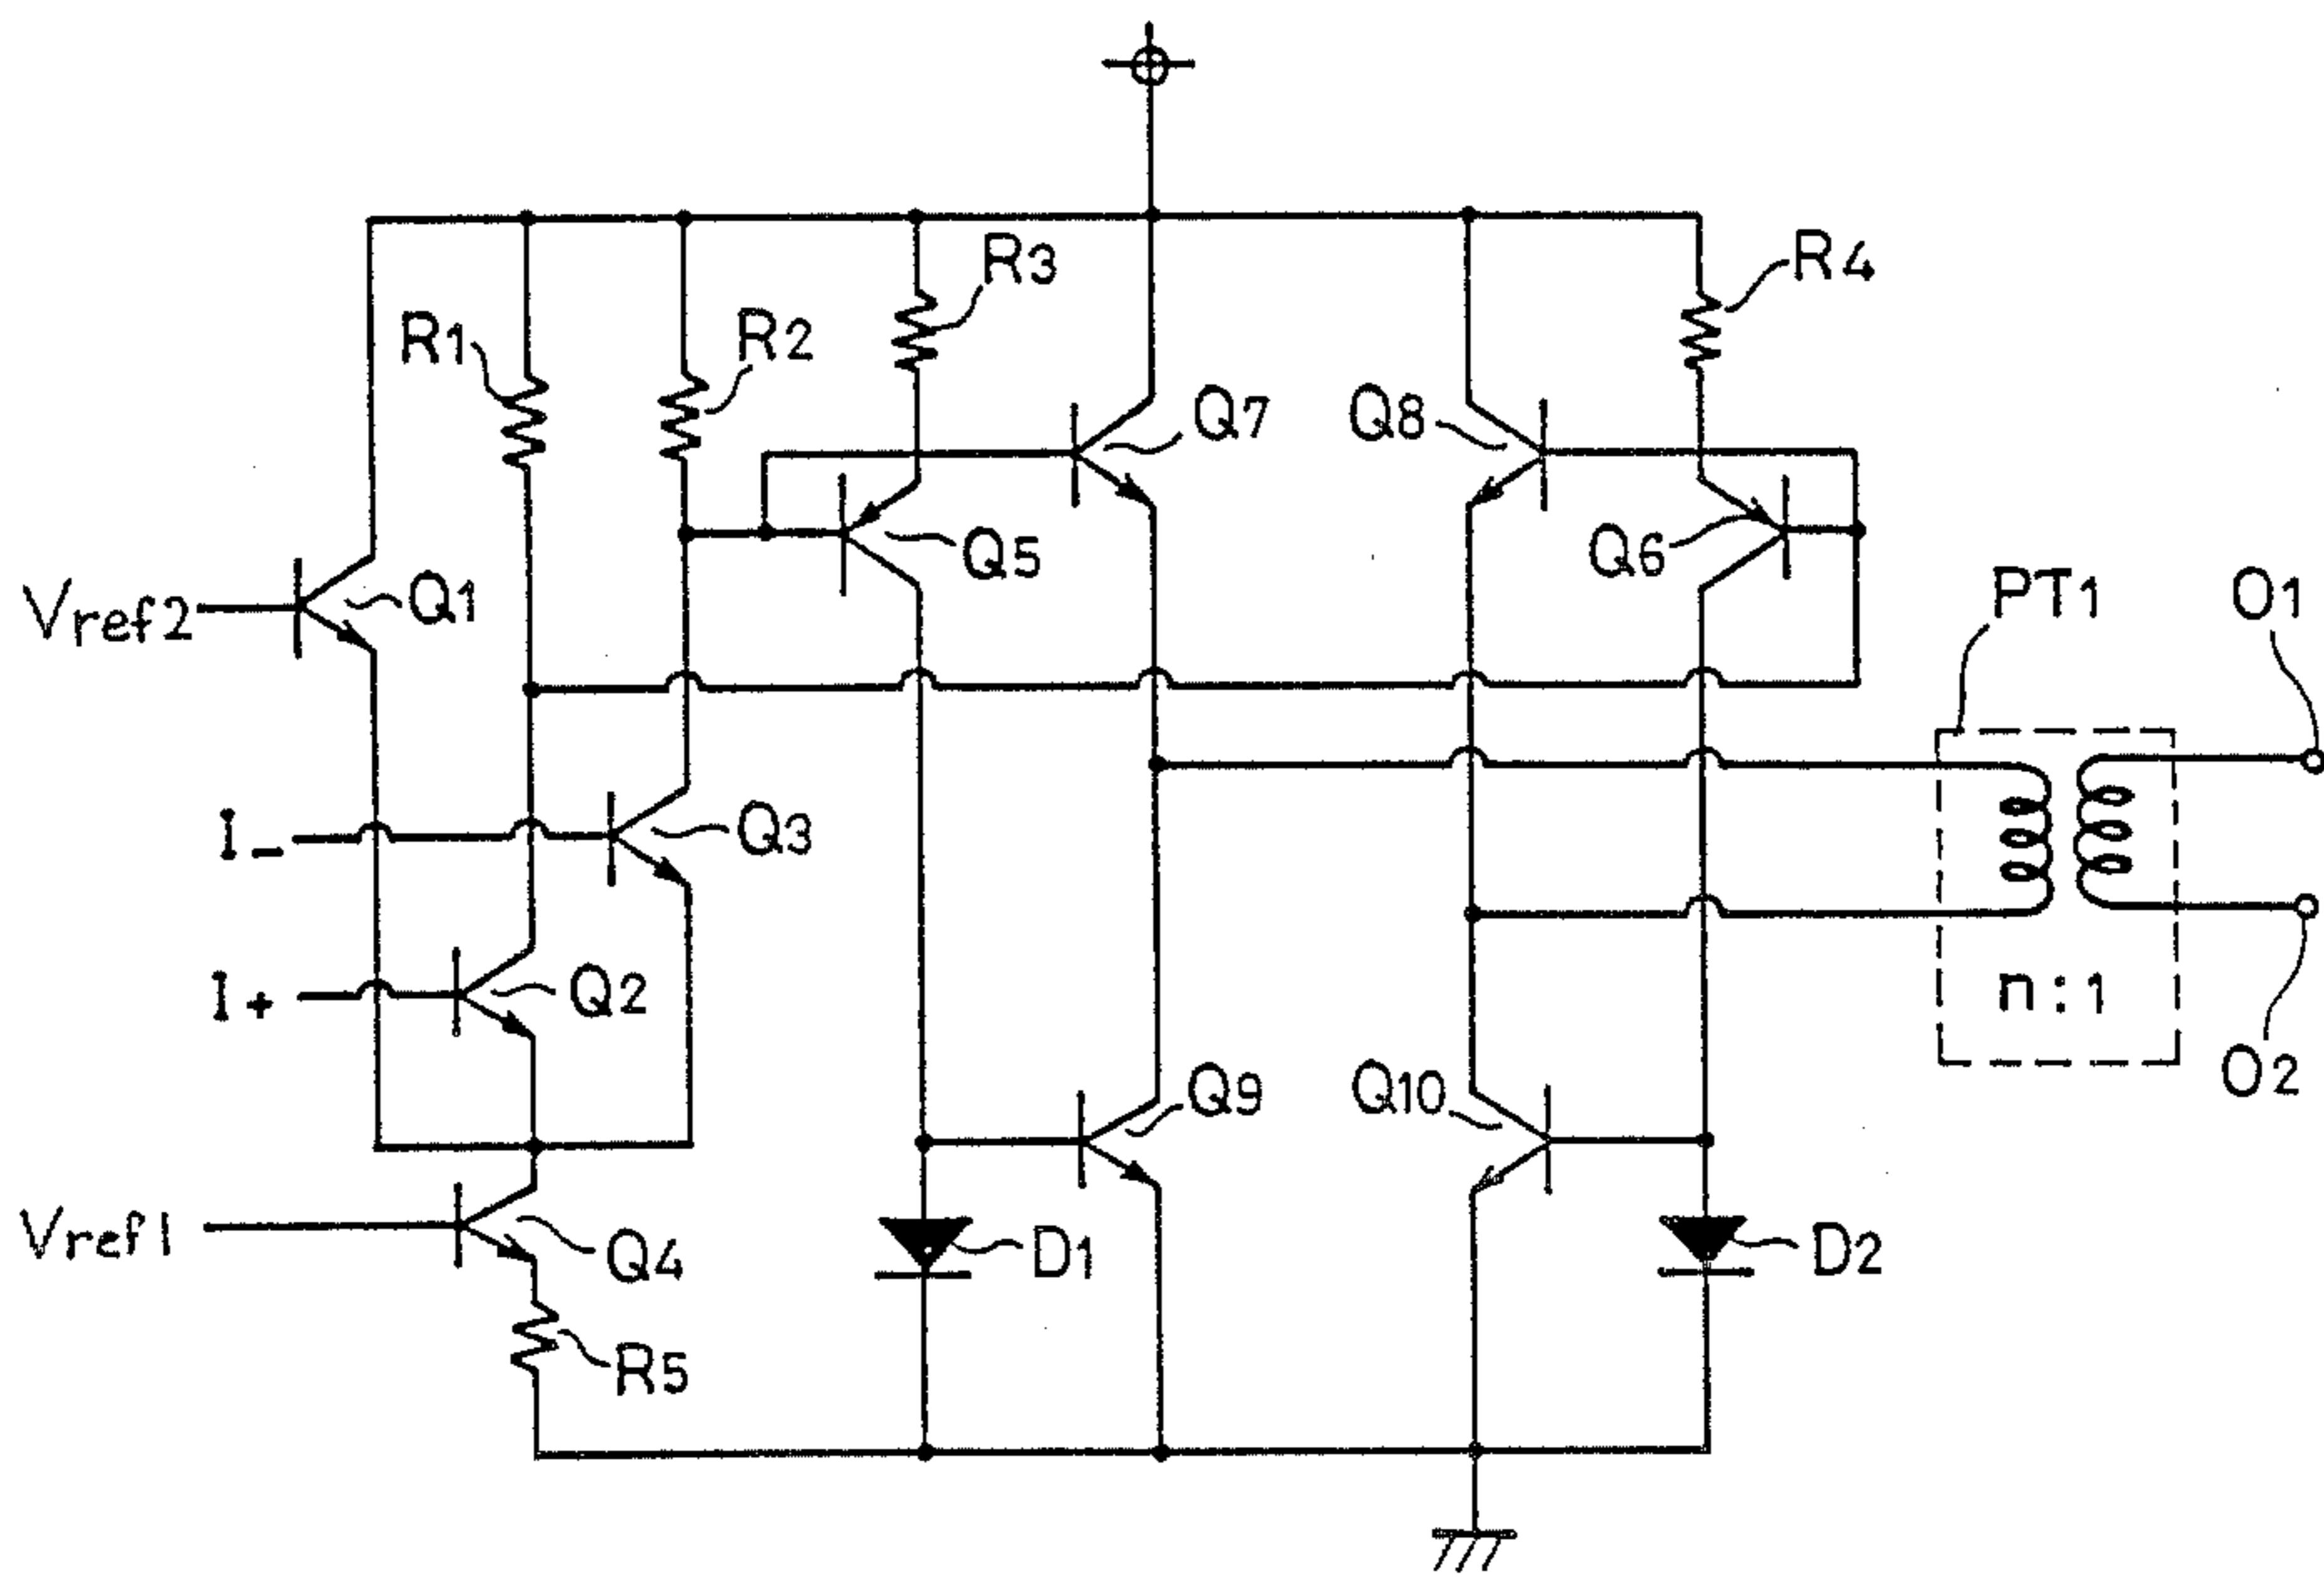 R3
R4
R1
R2
Q7
Q8
Q5
Q6
Vref2
Q1
PT1
O1
I-
Q3
I+
Q2
n:1
Q9
Q10
O2
Vref1
Q4
D1
D2
R5